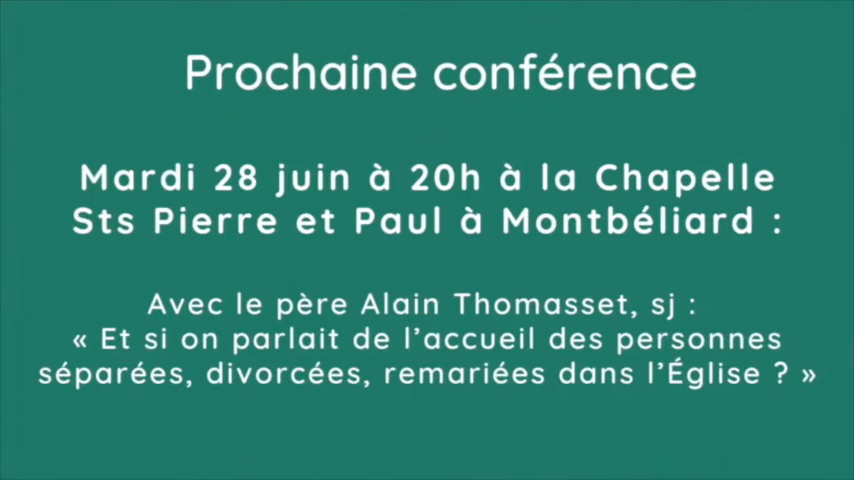 Prochaine conférence
Mardi 28 juin à 20h à la Chapelle
Sts Pierre et Paul à Montbéliard :
Avec le père Alain Thomasset, sj :
« Et si on parlait de l’accueil des personnes
séparées, divorcées, remariées dans l’Église ? »